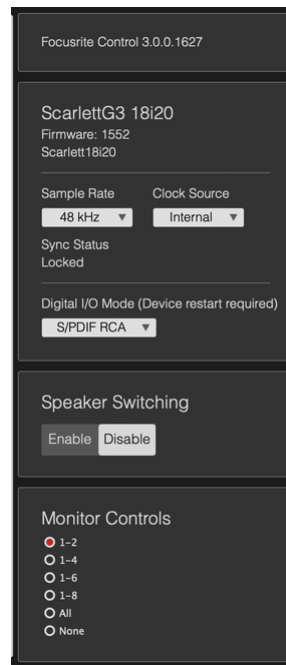 Focusrite Control 3.0.0.1627
ScarlettG3 18i20
Firmware: 1552
Scarlett18i20
Sample Rate Clock Source
48 kHz Internal
Sync Status
Locked
Digital I/O Mode (Device restart required)
S/PDIF RCA
Speaker Switching
Enable Disable
Monitor Controls
1-2
1-4
1-6
1-8
All
None